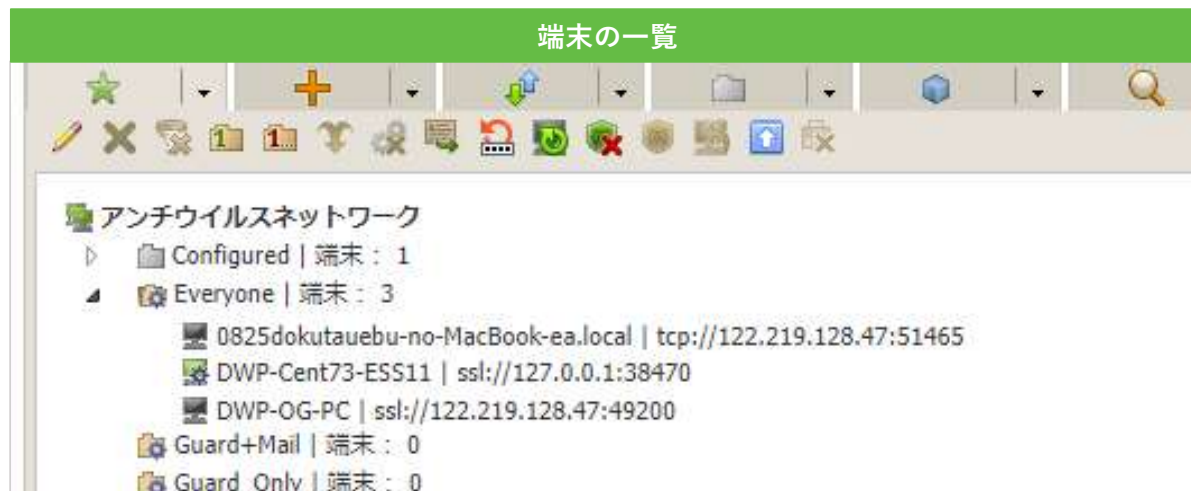 端末の一覧
アンチウイルスネットワーク
Configured | 端末： 1
Everyone | 端末： 3
0825dokutauebu-no-MacBook-ea.local | tcp://122.219.128.47:51465
DWP-Cent73-ESS11 | ssl://127.0.0.1:38470
DWP-OG-PC | ssl://122.219.128.47:49200
Guard+Mail | 端末： 0
Guard_Only | 端末： 0